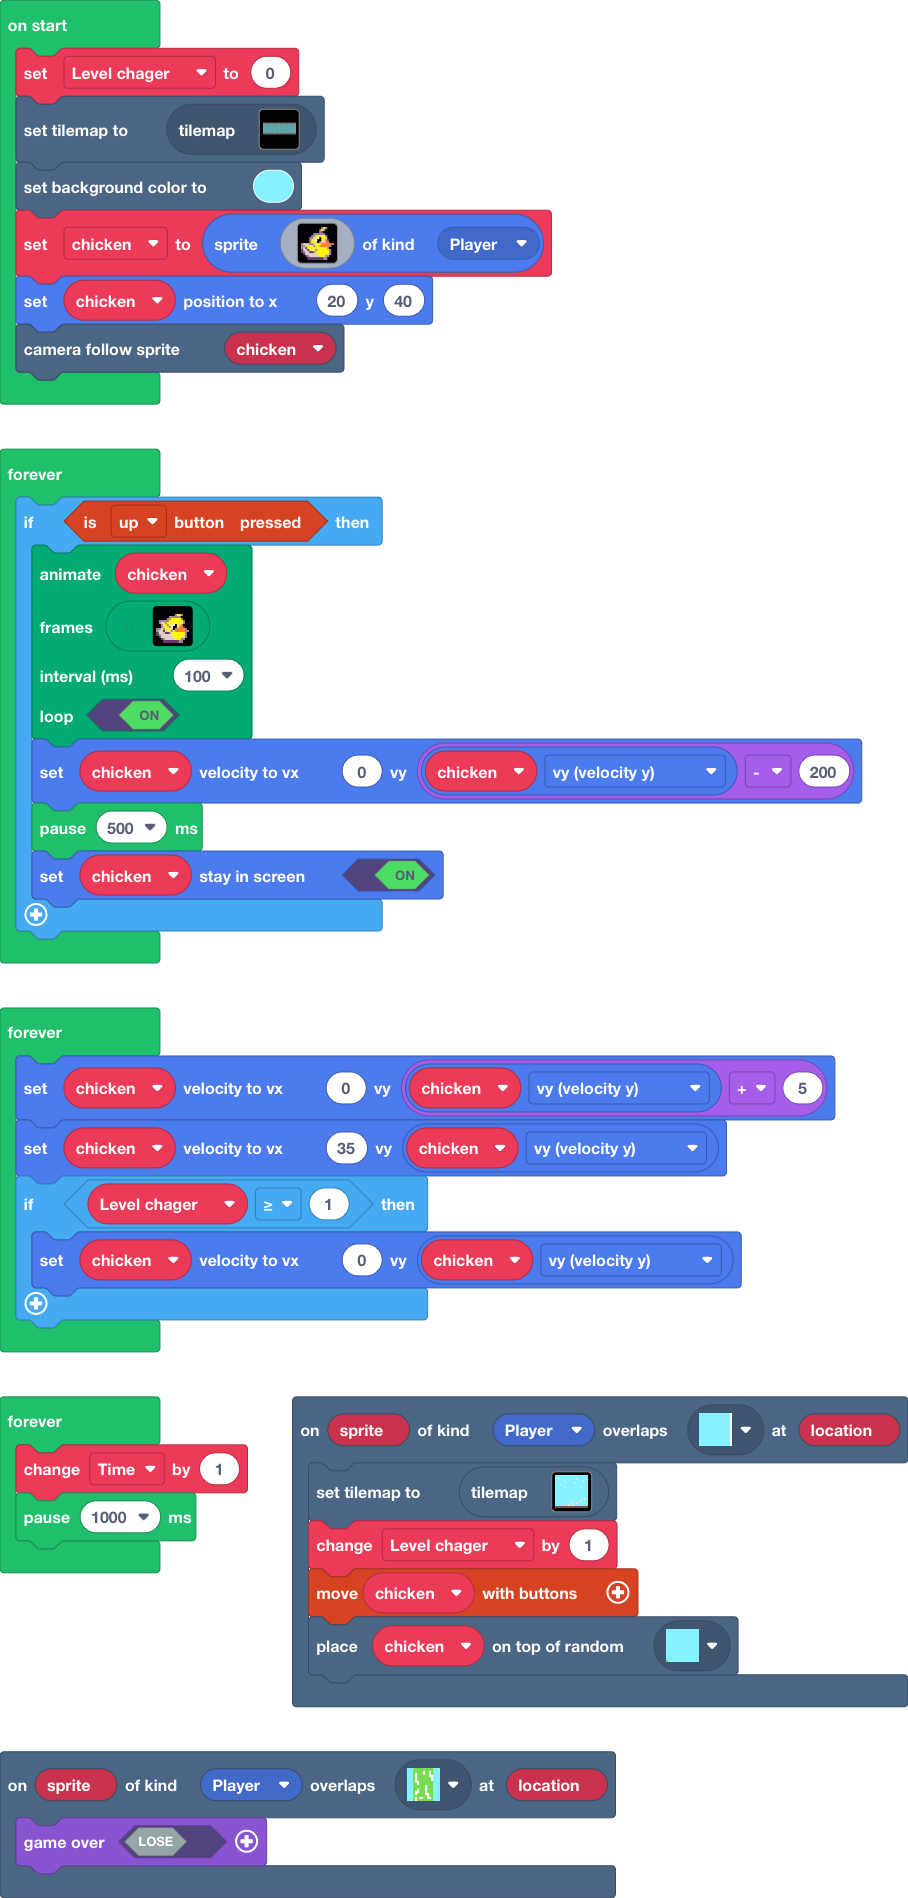 on start
set Level chager to 0
set tilemap to tilemap
set background color to
set chicken to sprite of kind Player
set chicken position to x 20 y 40
camera follow sprite chicken
forever
if is up button pressed then
animate chicken
frames
interval (ms) 100
loop ON
set chicken velocity to vx 0 vy chicken vy (velocity y) - 200
pause 500 ms
set chicken stay in screen ON
forever
set chicken velocity to vx 0 vy chicken vy (velocity y) + 5
set chicken velocity to vx 35 vy chicken vy (velocity y)
if Level chager ≥ 1 then
set chicken velocity to vx 0 vy chicken vy (velocity y)
forever
change Time by 1
pause 1000 ms
on sprite of kind Player overlaps at location
set tilemap to tilemap
change Level chager by 1
move chicken with buttons
place chicken on top of random
on sprite of kind Player overlaps at location
game over LOSE